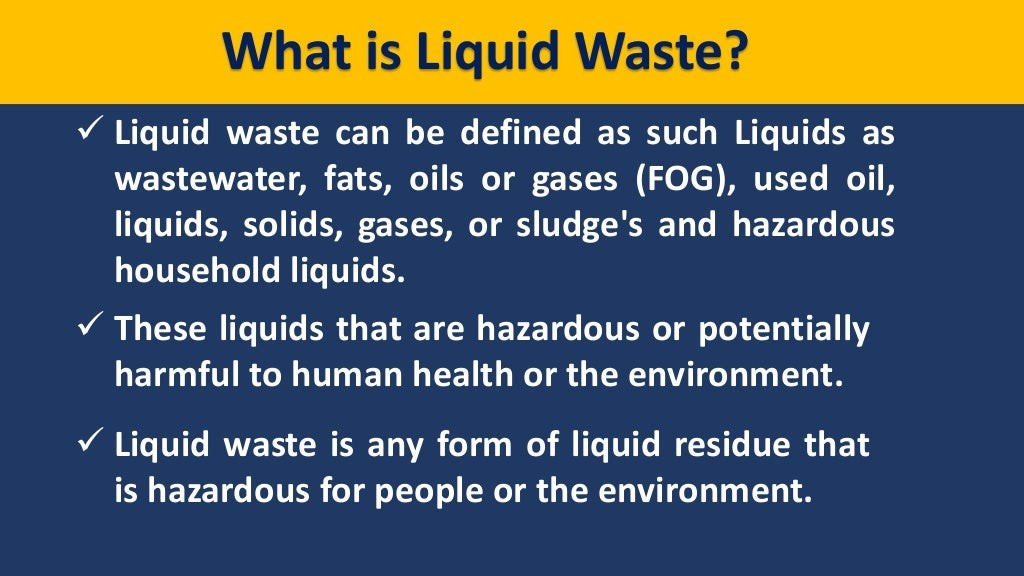 What is Liquid Waste?
✓ Liquid waste can be defined as such Liquids as
wastewater, fats, oils or gases (FOG), used oil,
liquids, solids, gases, or sludge's and hazardous
household liquids.
✓ These liquids that are hazardous or potentially
harmful to human health or the environment.
✓ Liquid waste is any form of liquid residue that
is hazardous for people or the environment.